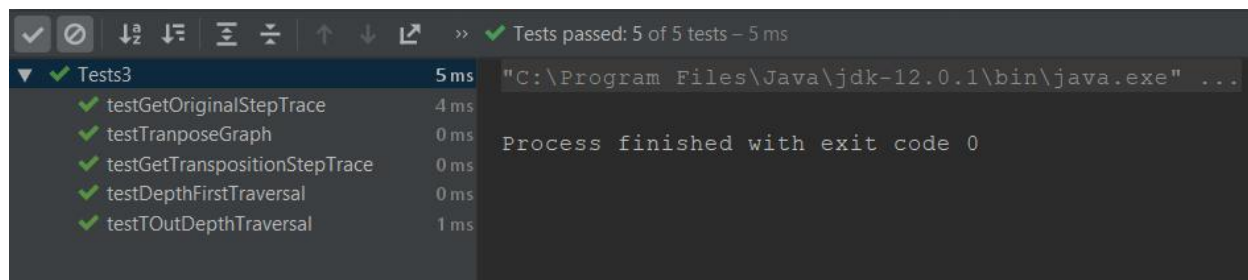 Tests passed: 5 of 5 tests – 5 ms
Tests3 5 ms
testGetOriginalStepTrace 4 ms
testTranposeGraph 0 ms
testGetTranspositionStepTrace 0 ms
testDepthFirstTraversal 0 ms
testTOutDepthTraversal 1 ms
"C:\Program Files\Java\jdk-12.0.1\bin\java.exe" ...
Process finished with exit code 0